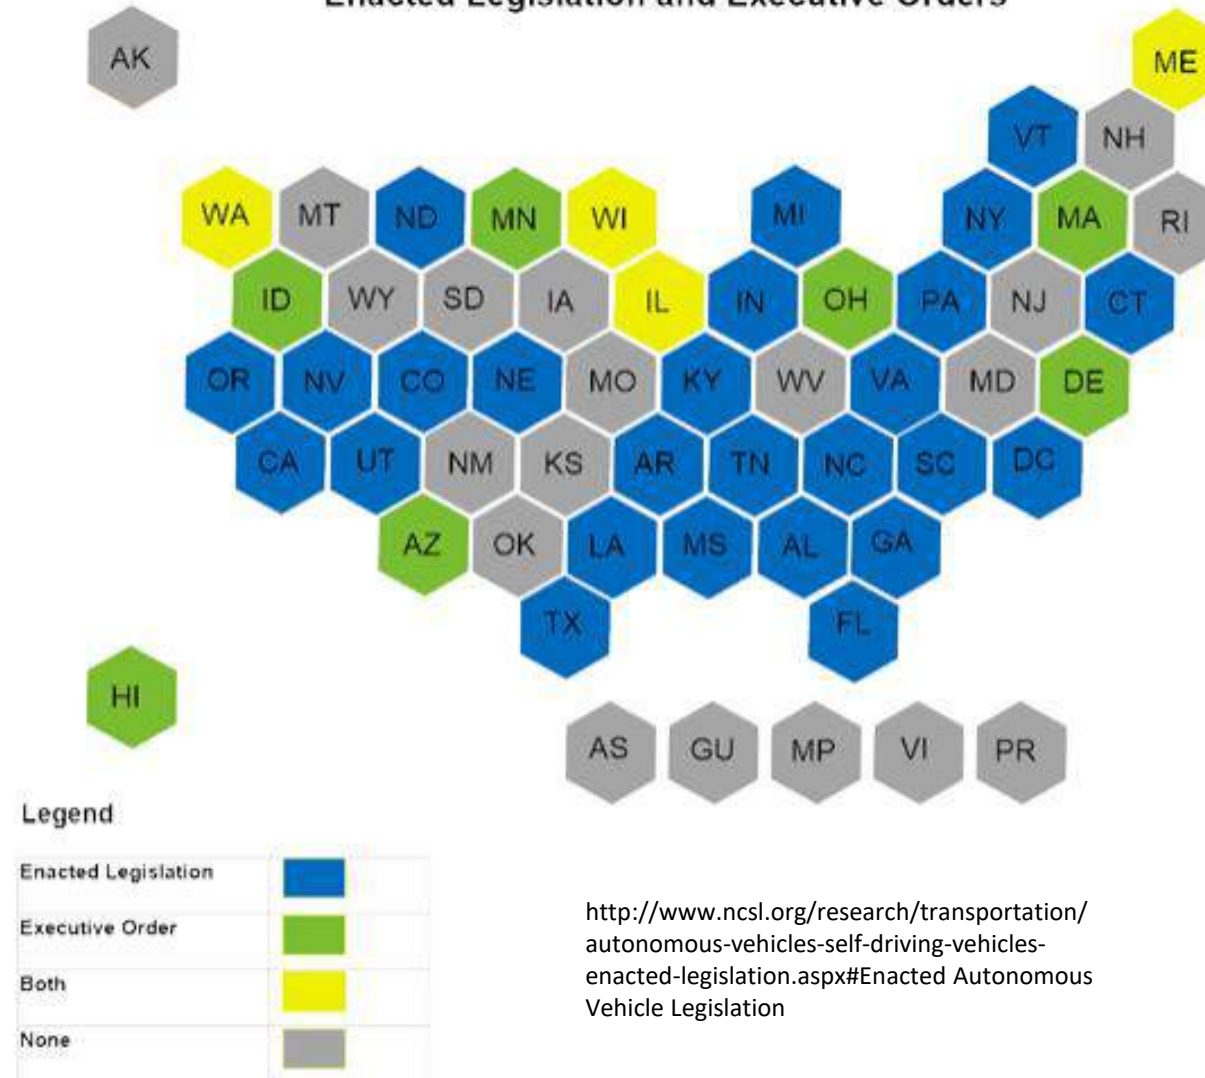 Enacted Legislation and Executive Orders
AK
ME
VT NH
WA MT ND MN WI MI NY MA RI
ID WY SD IA IL IN OH PA NJ CT
OR NV CO NE MO KY WV VA MD DE
CA UT NM KS AR TN NC SC DC
AZ OK LA MS AL GA
TX FL
HI
AS GU MP VI PR
Legend
Enacted Legislation
Executive Order
Both
None
http://www.ncsl.org/research/transportation/
autonomous-vehicles-self-driving-vehicles-
enacted-legislation.aspx#Enacted Autonomous
Vehicle Legislation